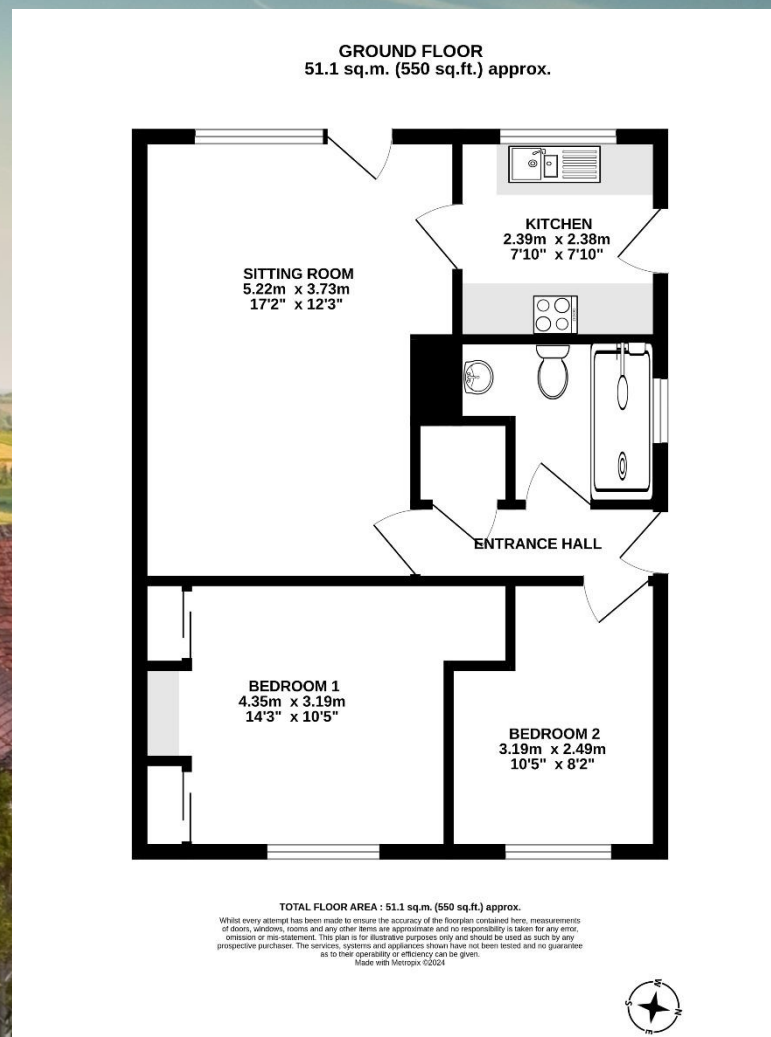 GROUND FLOOR
51.1 sq.m. (550 sq.ft.) approx.
KITCHEN
2.39m x 2.38m
7'10" x 7'10"
SITTING ROOM
5.22m x 3.73m
17'2" x 12'3"
ENTRANCE HALL
BEDROOM 1
4.35m x 3.19m
14'3" x 10'5"
BEDROOM 2
3.19m x 2.49m
10'5" x 8'2"
TOTAL FLOOR AREA : 51.1 sq.m. (550 sq.ft.) approx.
Whilst every attempt has been made to ensure the accuracy of the floorplan contained here, measurements
of doors, windows, rooms and any other items are approximate and no responsibility is taken for any error,
omission or mis-statement. This plan is for illustrative purposes only and should be used as such by any
prospective purchaser. The services, systems and appliances shown have not been tested and no guarantee
as to their operability or efficiency can be given.
Made with Metropix ©2024
W
S
N
E